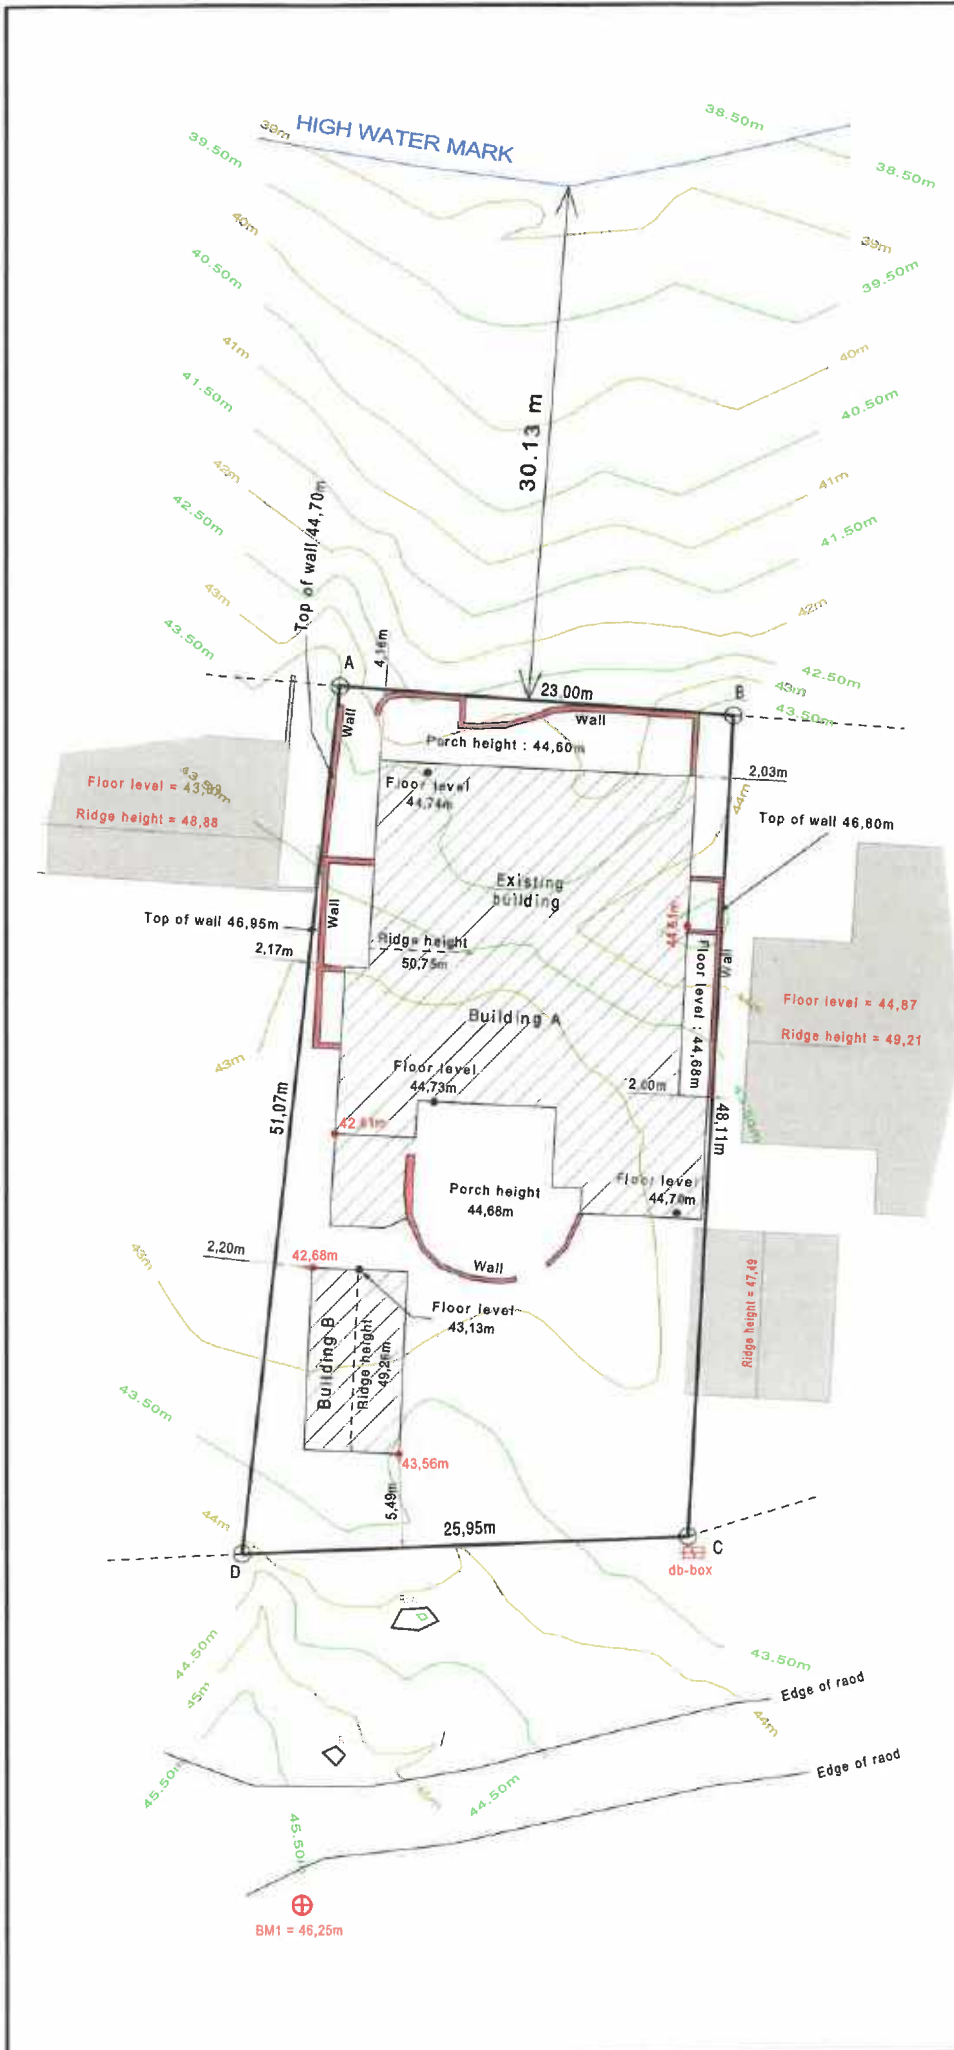 39m
HIGH WATER MARK
38.50m
39.50m
38.50m
40m
39m
40.50m
39.50m
41m
40m
41.50m
30.13 m
40.50m
42m
41m
42.50m
Top of wall 44,70m
41.50m
43m
42m
43.50m
42.50m
A
4,16m
23.00m
B
43m
43.50m
Wall
Wall
Porch height : 44,60m
2,03m
Floor level
44,74m
44m
Floor level =
Ridge height = 48,88
Top of wall 46,80m
Existing
building
Wall
Top of wall 46,95m
44,61m
2,17m
Ridge height
50,75m
Wall
Floor level : 44,68m
Floor level = 44,87
Ridge height = 49,21
Building A
43m
Floor level
44,73m
2,00m
51,07m
48,11m
Porch height
44,68m
Floor level
44,70m
43m
2,20m
42,68m
Wall
Floor level
43,13m
Building B
Ridge height
49,26m
Ridge height = 47,49
43.50m
43,56m
5,49m
44m
25,95m
D
C
db-box
44.50m
43.50m
Edge of raod
44m
Edge of raod
45.50m
44.50m
45.50m
BM1 = 46,25m